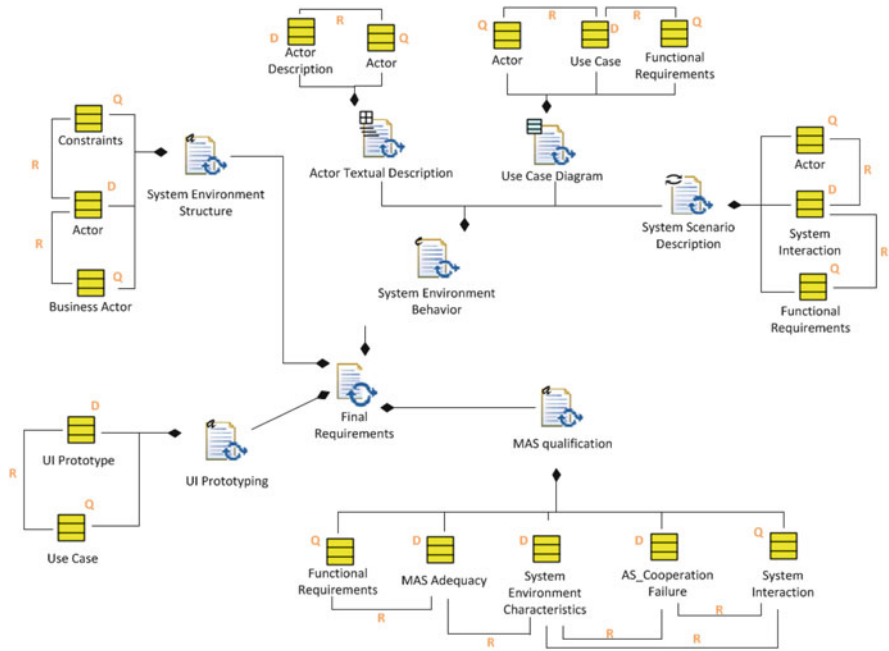 R
R
D
Q
Q
D
Q
Actor
Description
Actor
Actor
Use Case
Functional
Requirements
Q
Constraints
R
D
Actor
R
Q
Business Actor
System Environment
Structure
Actor Textual Description
Use Case Diagram
System Scenario
Description
Q
Actor
R
D
System
Interaction
R
Q
Functional
Requirements
System Environment
Behavior
Final
Requirements
MAS qualification
D
UI Prototype
R
Q
Use Case
UI Prototyping
Q
D
D
D
Q
Functional
Requirements
MAS Adequacy
System
Environment
Characteristics
AS_Cooperation
Failure
System
Interaction
R
R
R
R
R